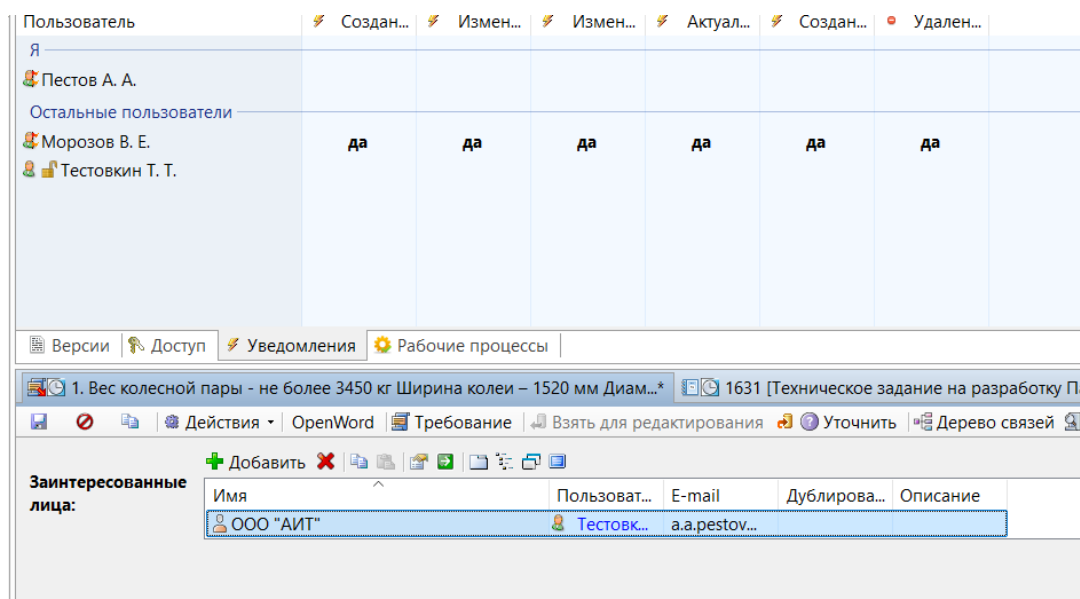 Пользователь Создан... Измен... Измен... Актуал... Создан... Удален...
Я
Пестов А. А.
Остальные пользователи
Морозов В. Е. да да да да да да
Тестовкин Т. Т.
Версии Доступ Уведомления Рабочие процессы
1. Вес колесной пары - не более 3450 кг Ширина колеи – 1520 мм Диам...* 1631 [Техническое задание на разработку П
Действия OpenWord Требование Взять для редактирования Уточнить Дерево связей
Добавить
Заинтересованные лица:
Имя Пользоват... E-mail Дублирова... Описание
ООО "АИТ" Тестовк... a.a.pestov...